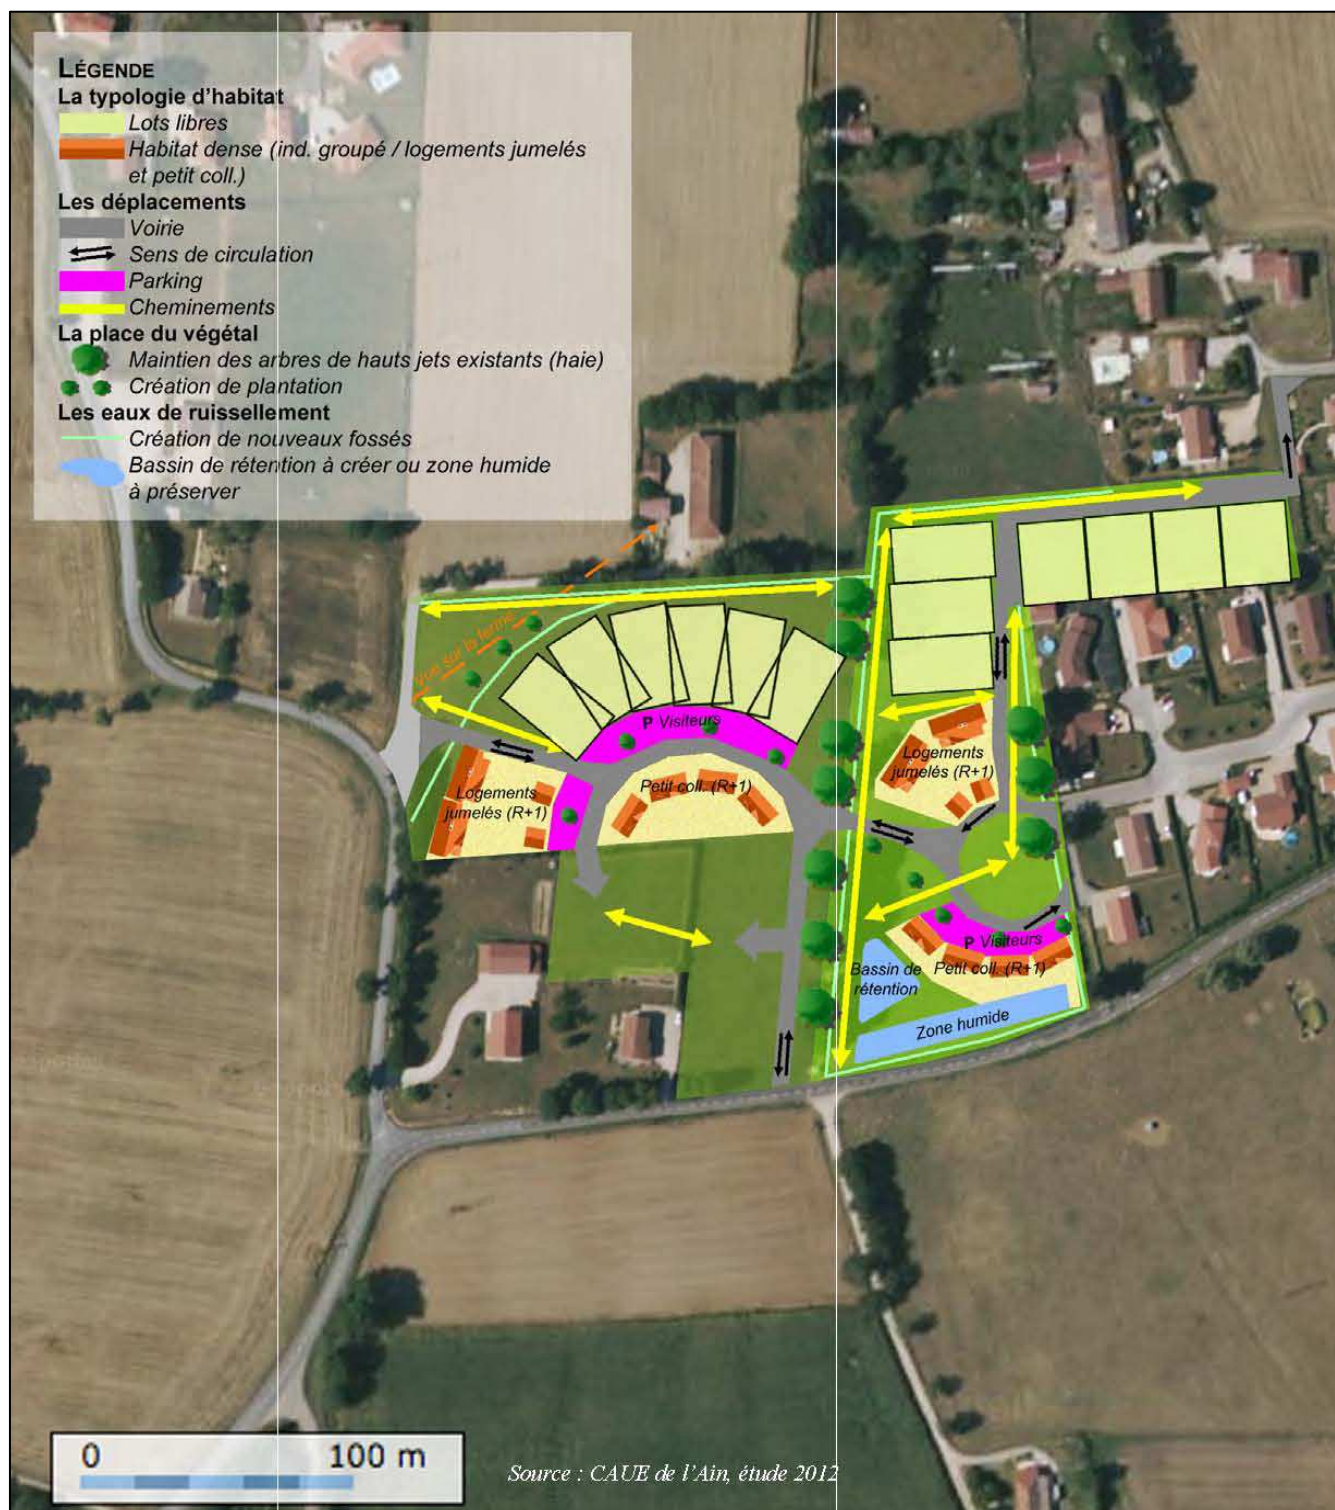 LÉGENDE
La typologie d'habitat
Lots libres
Habitat dense (ind. groupé / logements jumelés
et petit coll.)
Les déplacements
Voirie
Sens de circulation
Parking
Cheminements
La place du végétal
Maintien des arbres de hauts jets existants (haie)
Création de plantation
Les eaux de ruissellement
Création de nouveaux fossés
Bassin de rétention à créer ou zone humide
à préserver
Vue sur la ferme
P Visiteurs
Logements
jumelés (R+1)
Petit coll. (R+1)
Logements
jumelés (R+1)
P Visiteurs
Petit coll. (R+1)
Bassin de
rétention
Zone humide
0 100 m
Source : CAUE de l'Ain, étude 2012